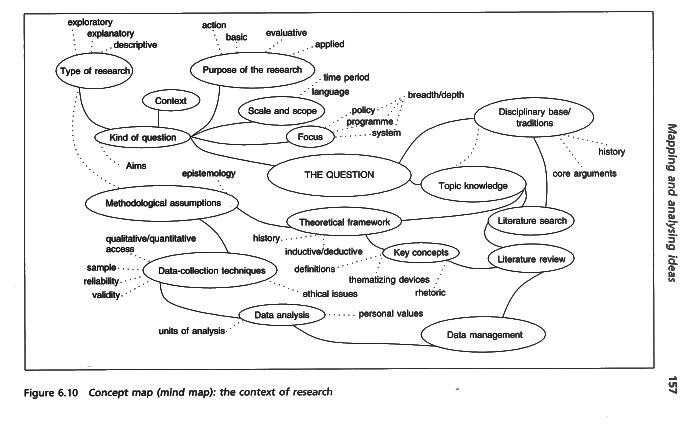 exploratory
explanatory
descriptive
action
basic
evaluative
applied
Type of research
Purpose of the research
time period
language
Context
Scale and scope
breadth/depth
policy
programme
system
Disciplinary base/
traditions
Kind of question
Focus
history
Aims
epistemology
THE QUESTION
core arguments
Topic knowledge
Methodological assumptions
Theoretical framework
Literature search
qualitative/quantitative
access
history
inductive/deductive
Key concepts
Literature review
sample
reliability
validity
Data-collection techniques
definitions
thematizing devices
rhetoric
ethical issues
Data analysis
personal values
units of analysis
Data management
Figure 6.10 Concept map (mind map): the context of research
Mapping and analysing ideas
157